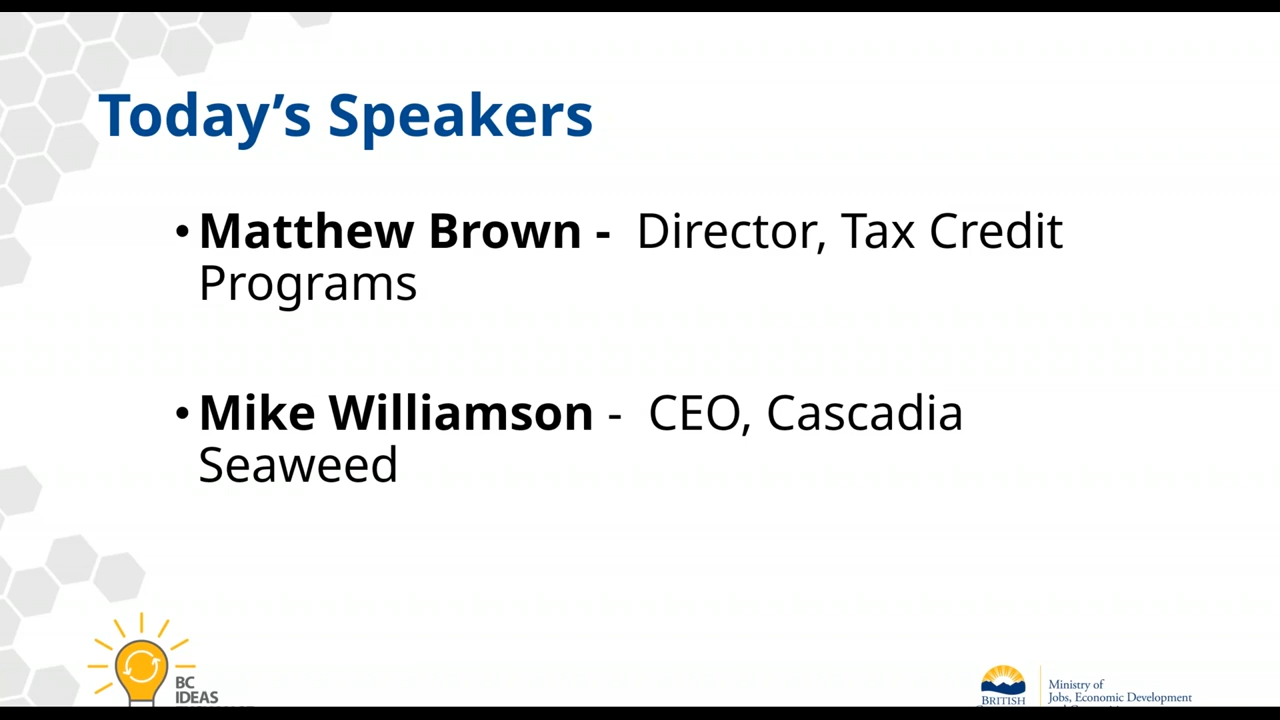 Today’s Speakers
• Matthew Brown - Director, Tax Credit
Programs
• Mike Williamson - CEO, Cascadia
Seaweed
BC
IDEAS
BRITISH
Ministry of
Jobs, Economic Development